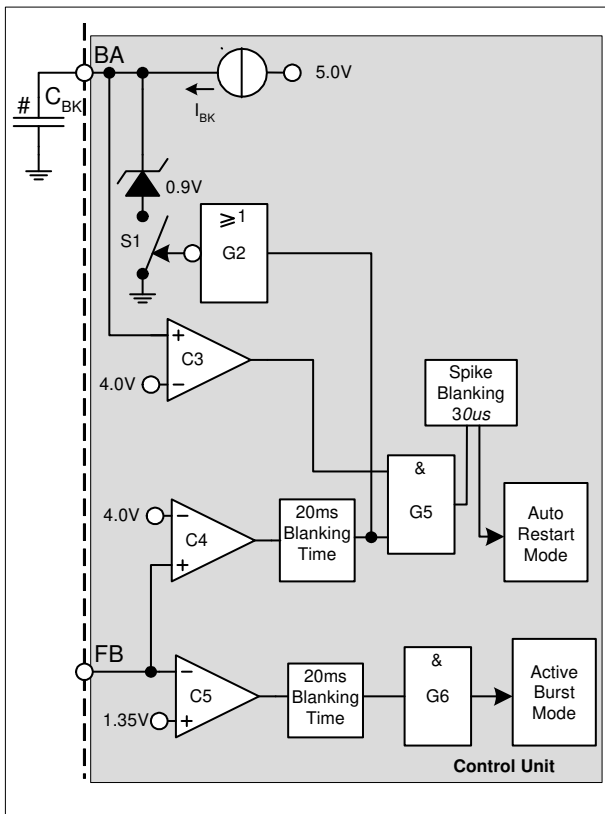 BA
5.0V
# C_BK
I_BK
0.9V
≥1
S1
G2
+
C3
4.0V
−
Spike
Blanking
30us
&
4.0V
−
C4
+
20ms
Blanking
Time
G5
Auto
Restart
Mode
FB
−
C5
1.35V
+
20ms
Blanking
Time
&
G6
Active
Burst
Mode
Control Unit